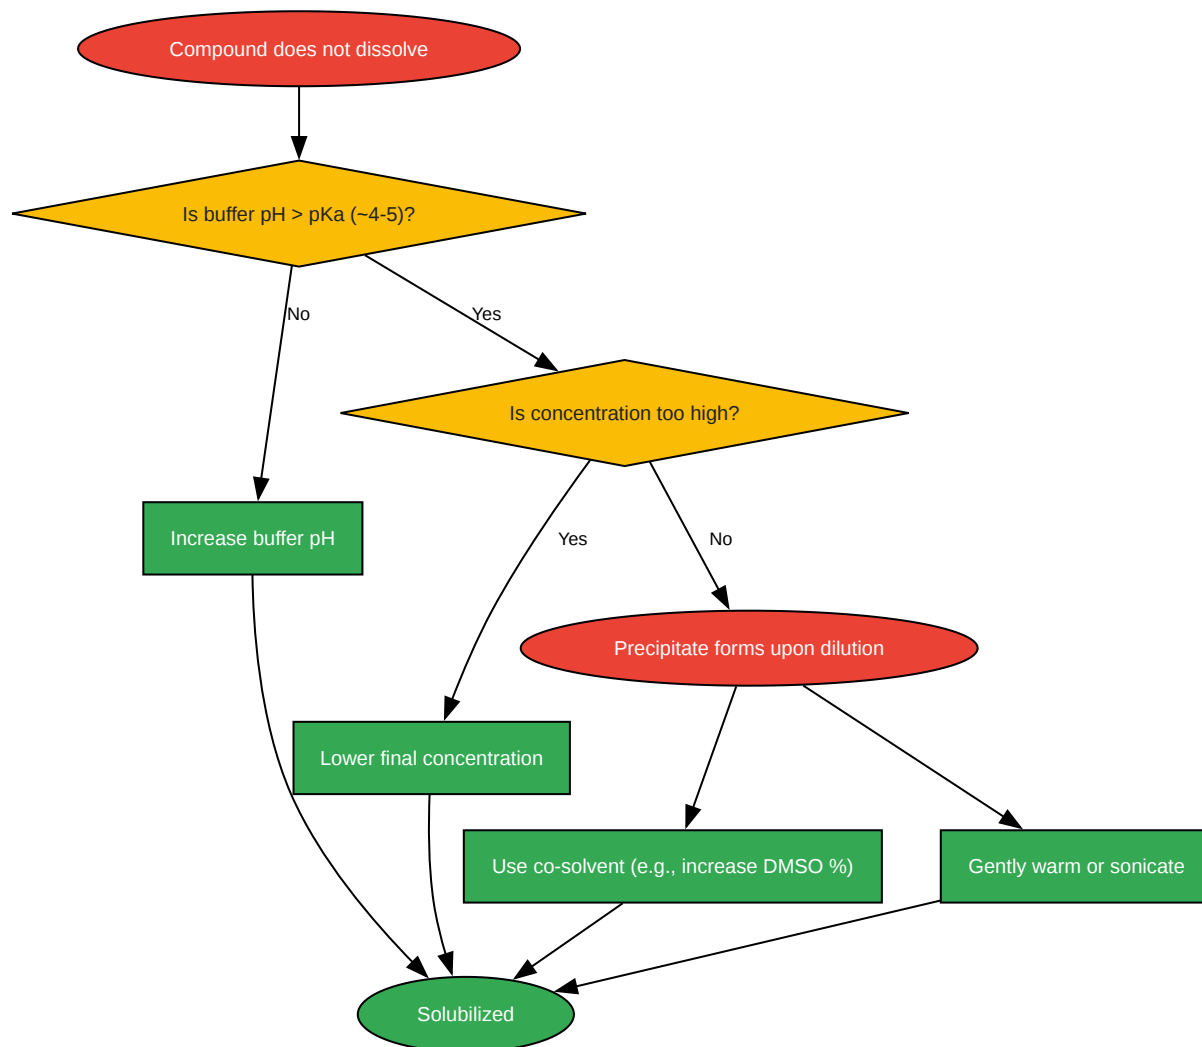 Compound does not dissolve
Is buffer pH > pKa (~4-5)?
No
Yes
Is concentration too high?
Increase buffer pH
Yes
No
Precipitate forms upon dilution
Lower final concentration
Use co-solvent (e.g., increase DMSO %)
Gently warm or sonicate
Solubilized